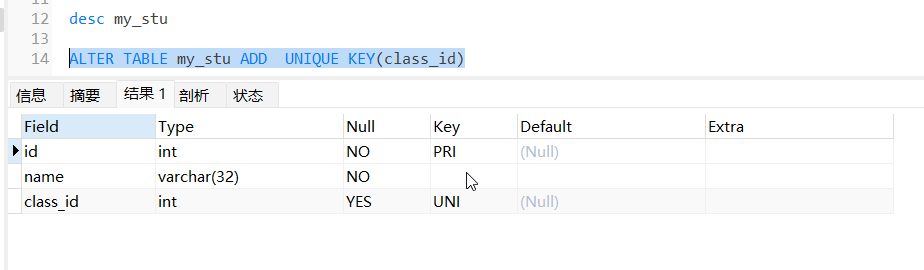 12 desc my_stu
13
14 ALTER TABLE my_stu ADD  UNIQUE KEY(class_id)
信息 摘要 结果 1 剖析 状态
Field Type Null Key Default Extra
id int NO PRI (Null)
name varchar(32) NO
class_id int YES UNI (Null)